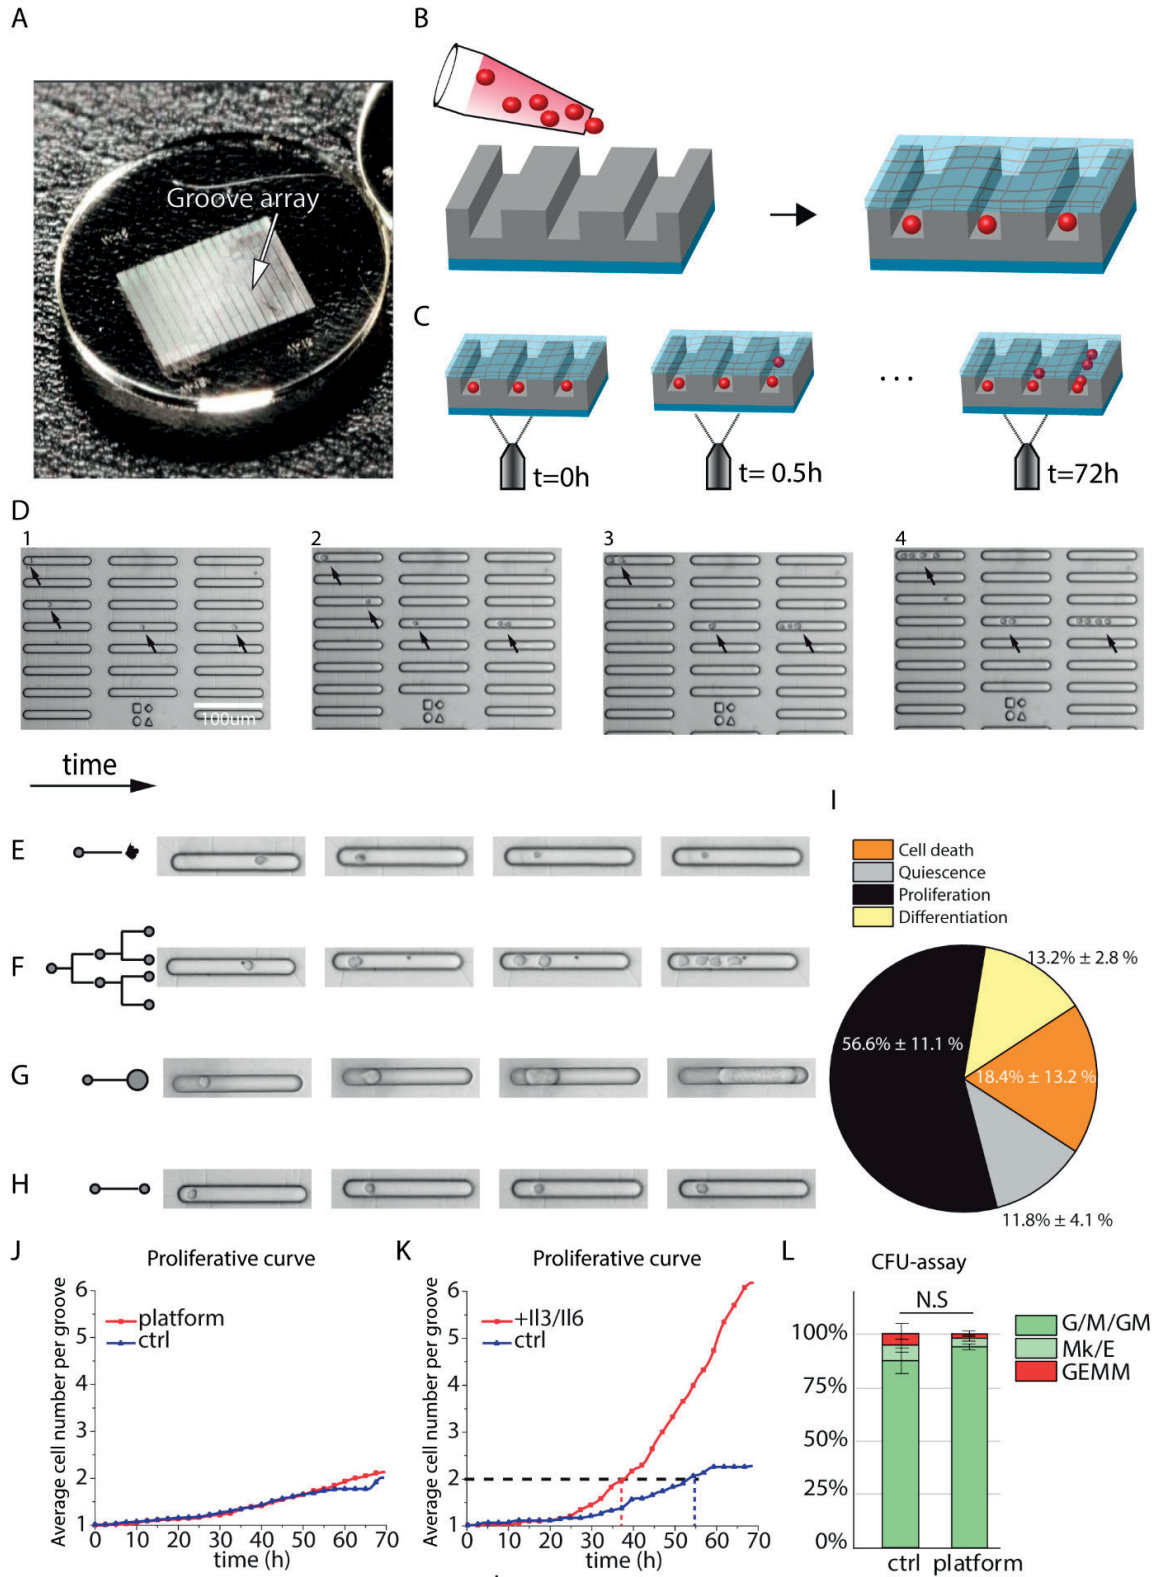 A
B
Groove array
C
t=0h
t= 0.5h
...
t=72h
D
1
2
3
4
100um
time
E
F
G
H
I
Cell death
Quiescence
Proliferation
Differentiation
13.2% ± 2.8 %
56.6% ± 11.1 %
18.4% ± 13.2 %
11.8% ± 4.1 %
J
Proliferative curve
Average cell number per groove
6
5
4
3
2
1
platform
ctrl
0 10 20 30 40 50 60 70
time (h)
K
Proliferative curve
Average cell number per groove
6
5
4
3
2
1
+Il3/Il6
ctrl
0 10 20 30 40 50 60 70
time (h)
L
CFU-assay
N.S
100%
75%
50%
25%
0%
G/M/GM
Mk/E
GEMM
ctrl platform